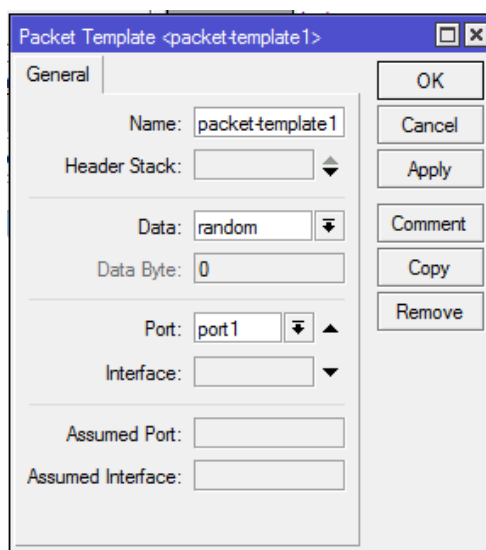 Packet Template <packet-template1>
General
Name: packet-template1
Header Stack:
Data: random
Data Byte: 0
Port: port1
Interface:
Assumed Port:
Assumed Interface:
OK
Cancel
Apply
Comment
Copy
Remove